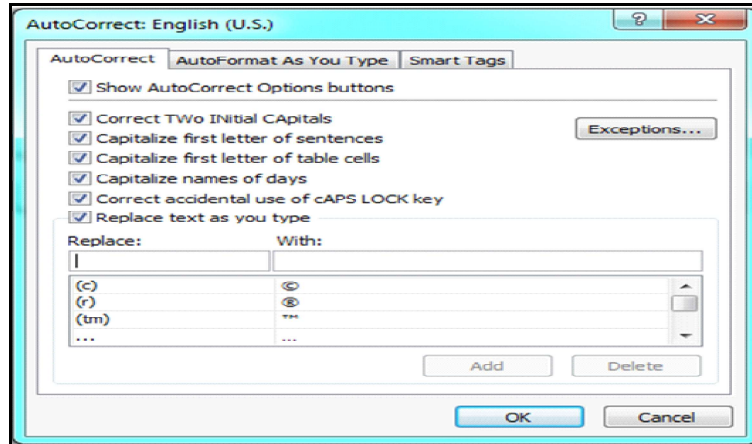 AutoCorrect: English (U.S.)
AutoCorrect AutoFormat As You Type Smart Tags
Show AutoCorrect Options buttons
Correct TWo INitial CApitals
Exceptions...
Capitalize first letter of sentences
Capitalize first letter of table cells
Capitalize names of days
Correct accidental use of cAPS LOCK key
Replace text as you type
Replace: With:
(c) ©
(r) ®
(tm) ™
... ...
Add Delete
OK Cancel